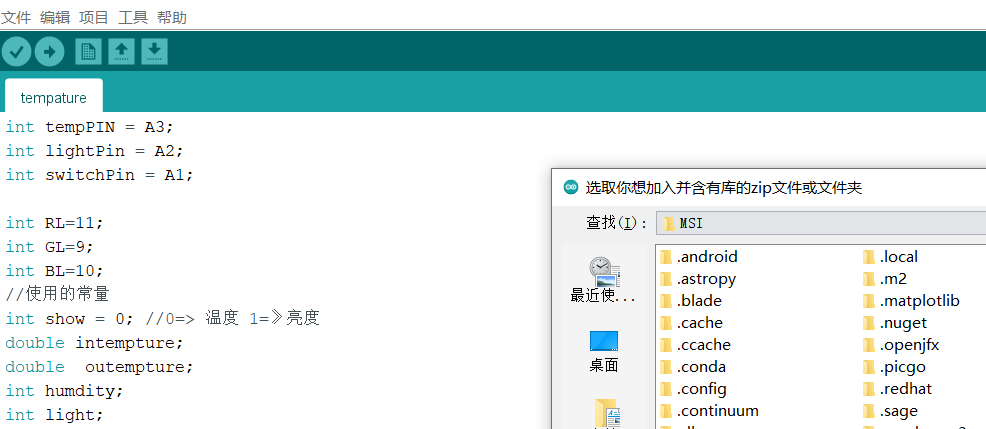 文件 编辑 项目 工具 帮助
tempature
int tempPIN = A3;
int lightPin = A2;
int switchPin = A1;
int RL=11;
int GL=9;
int BL=10;
//使用的常量
int show = 0; //0=> 温度 1=》亮度
double intempture;
double  outempture;
int humdity;
int light;
选取你想加入并含有库的zip文件或文件夹
查找(I): MSI
最近使...
桌面
.android
.astropy
.blade
.cache
.ccache
.conda
.config
.continuum
.local
.m2
.matplotlib
.nuget
.openjfx
.picgo
.redhat
.sage